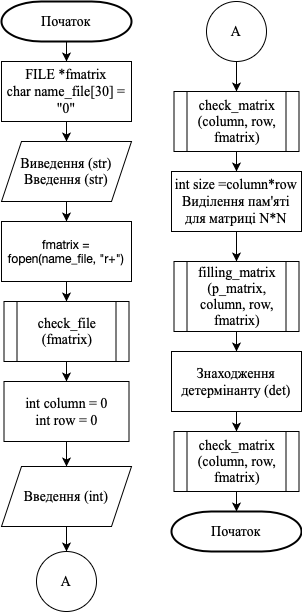 Початок
FILE *fmatrix
char name_file[30] =
"0"
Виведення (str)
Введення (str)
fmatrix =
fopen(name_file, "r+")
check_file
(fmatrix)
int column = 0
int row = 0
Введення (int)
А
А
check_matrix
(column, row,
fmatrix)
int size =column*row
Виділення пам'яті
для матриці N*N
filling_matrix
(p_matrix,
column, row,
fmatrix)
Знаходження
детермінанту (det)
check_matrix
(column, row,
fmatrix)
Початок